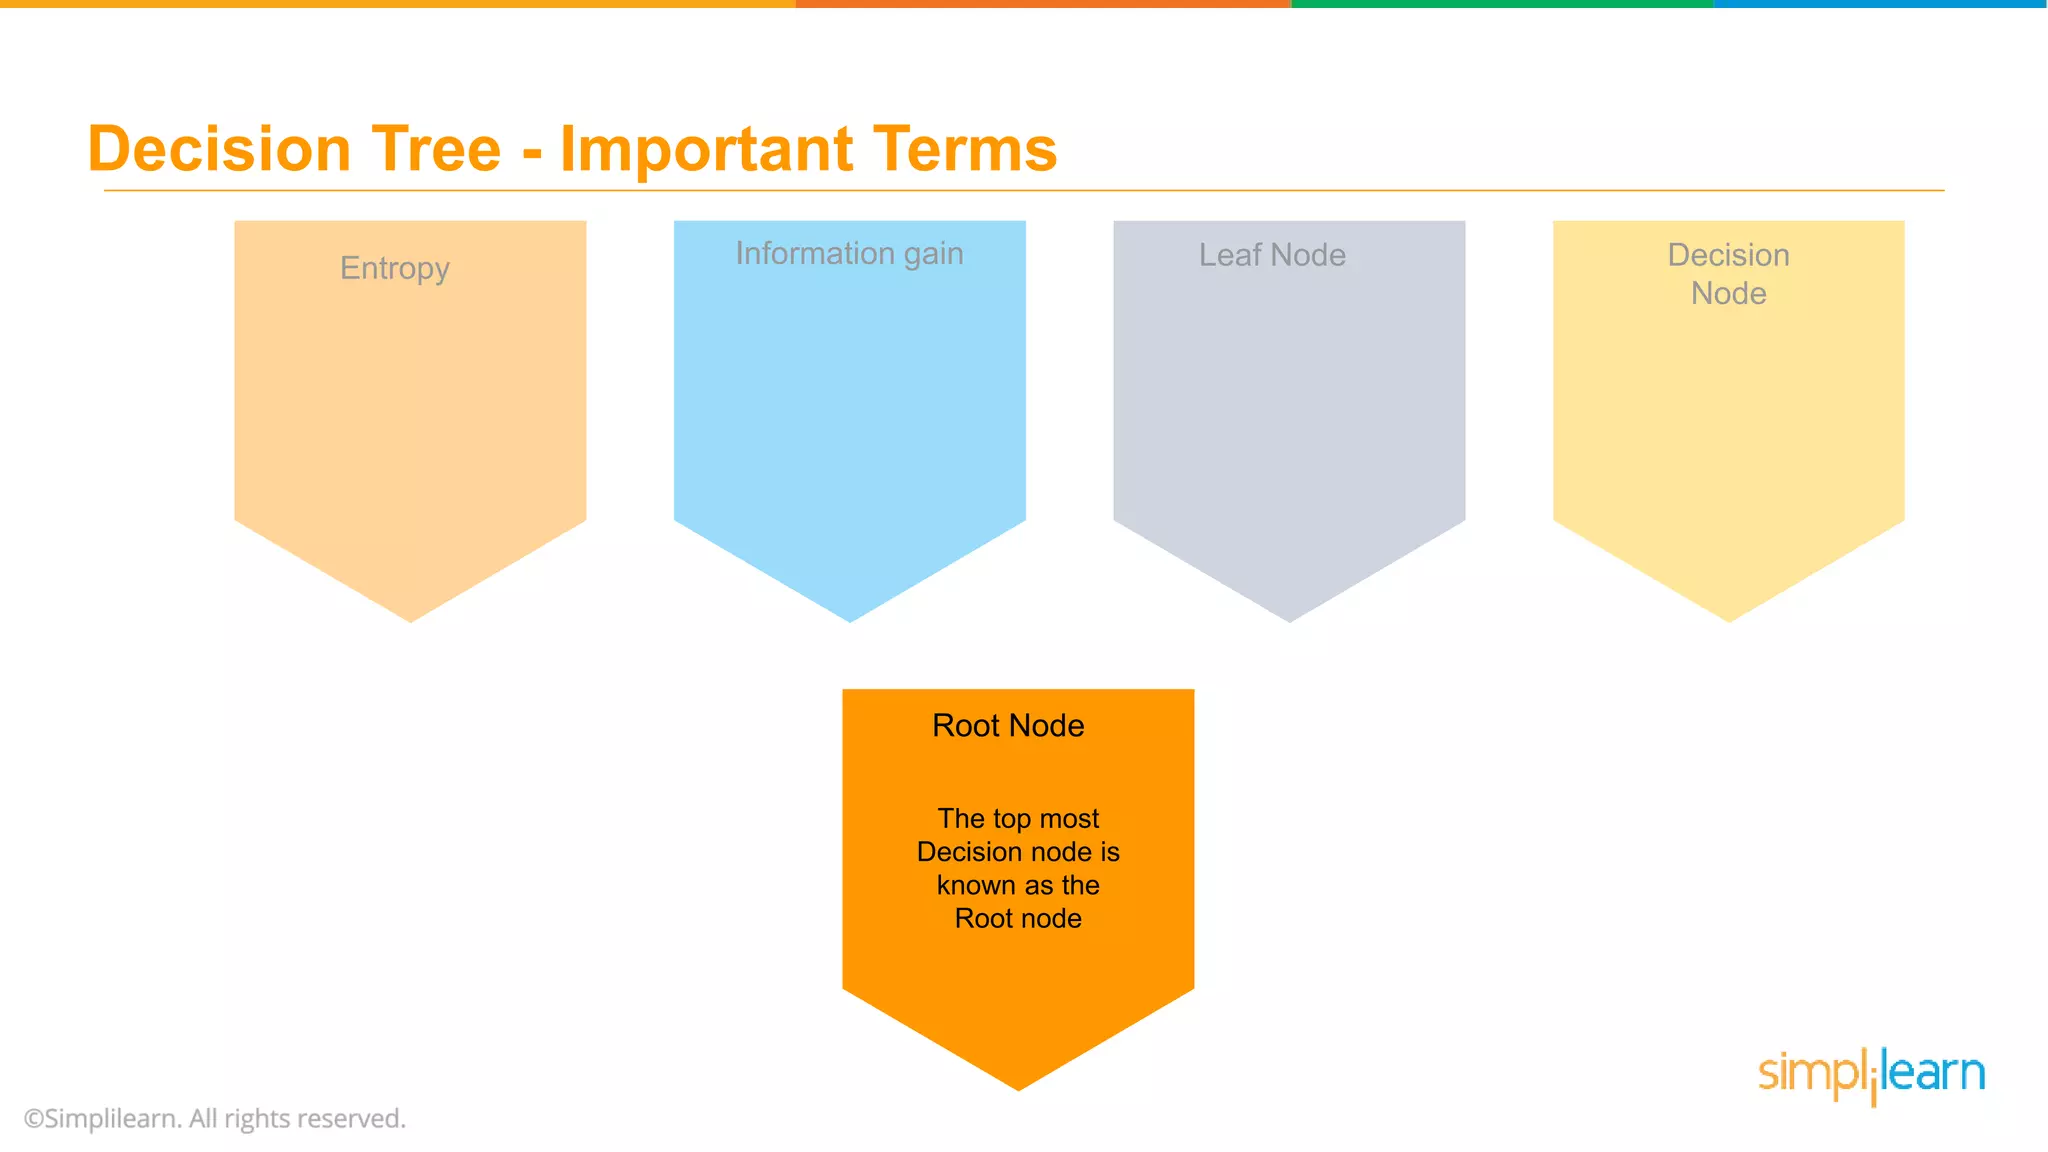 Decision Tree - Important Terms
Entropy
Information gain
Leaf Node
Decision
Node
Root Node
The top most
Decision node is
known as the
Root node
simplilearn
©Simplilearn. All rights reserved.